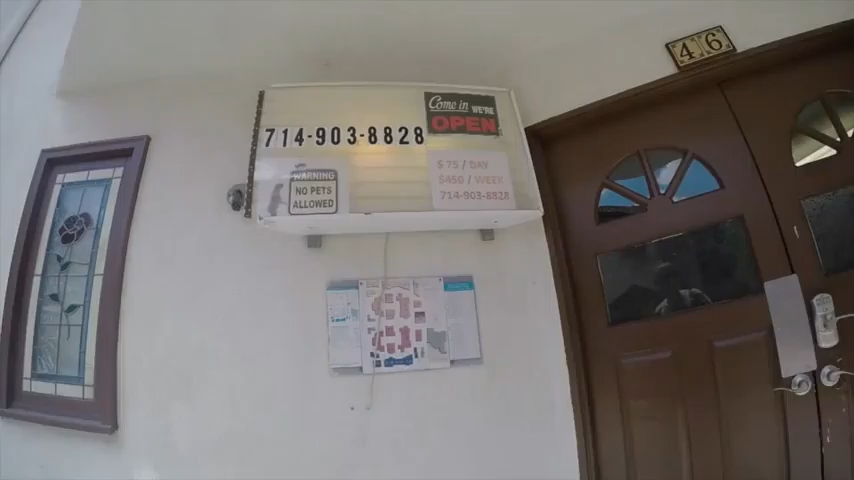 46
Come in WE'RE
OPEN
714-903-8828
WARNING
NO PETS
ALLOWED
$75 / DAY
$450 / WEEK
714-903-8828